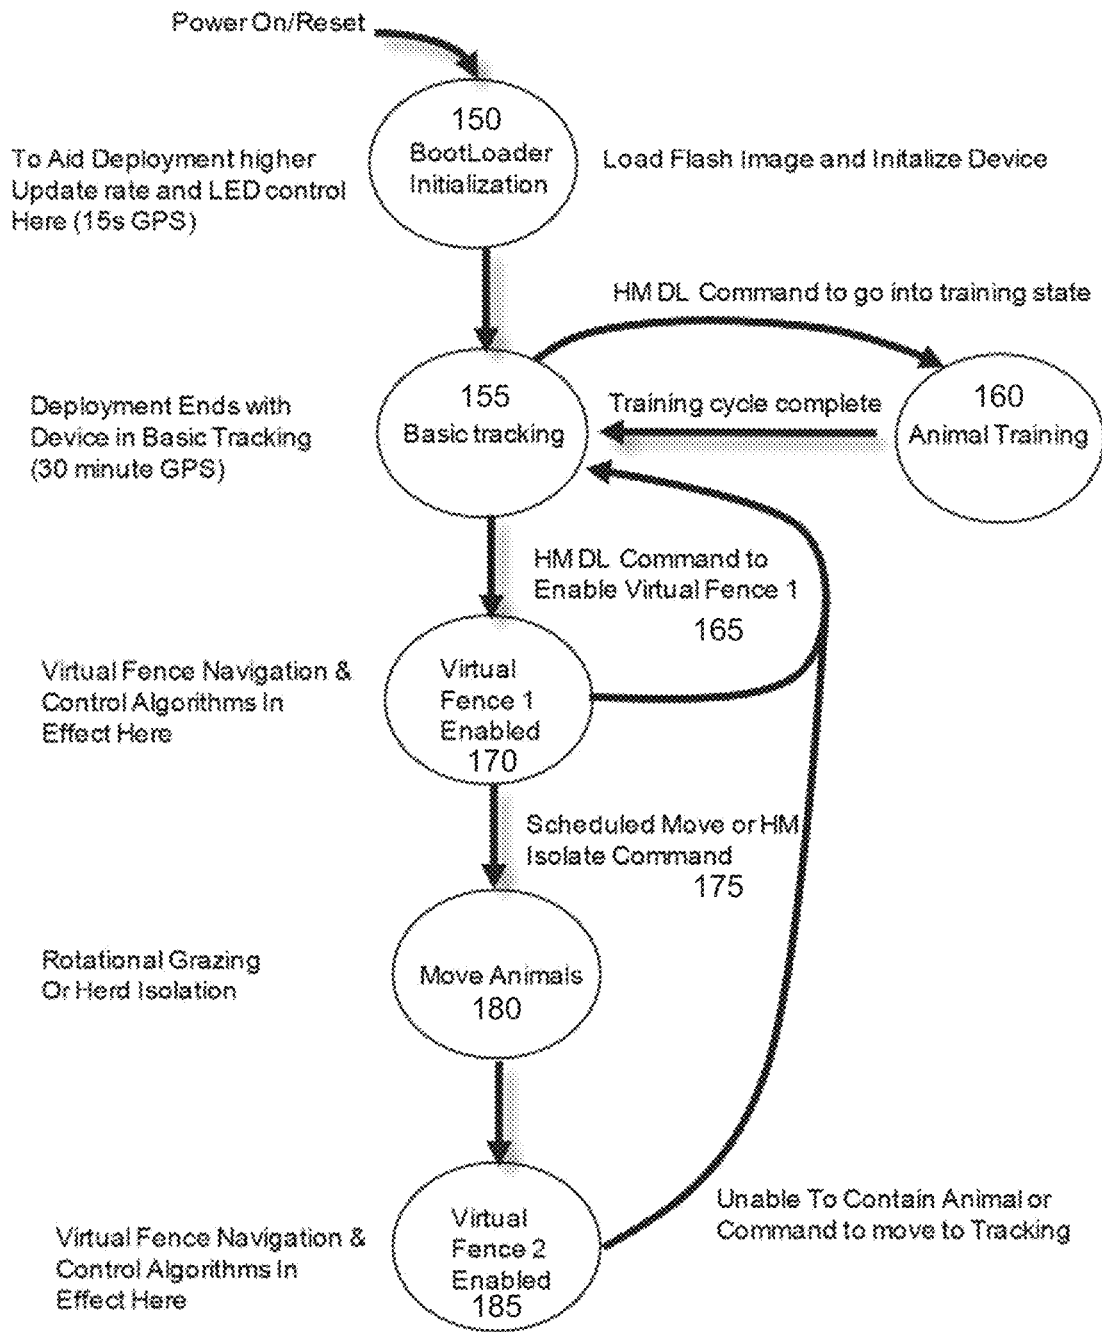 Power On/Reset
150
BootLoader
Initialization
To Aid Deployment higher
Update rate and LED control
Here (15s GPS)
Load Flash Image and Initalize Device
HM DL Command to go into training state
155
Basic tracking
Training cycle complete
160
Animal Training
Deployment Ends with
Device in Basic Tracking
(30 minute GPS)
HM DL Command to
Enable Virtual Fence 1
165
Virtual Fence Navigation &
Control Algorithms In
Effect Here
Virtual
Fence 1
Enabled
170
Scheduled Move or HM
Isolate Command
175
Rotational Grazing
Or Herd Isolation
Move Animals
180
Unable To Contain Animal or
Command to move to Tracking
Virtual Fence Navigation &
Control Algorithms In
Effect Here
Virtual
Fence 2
Enabled
185